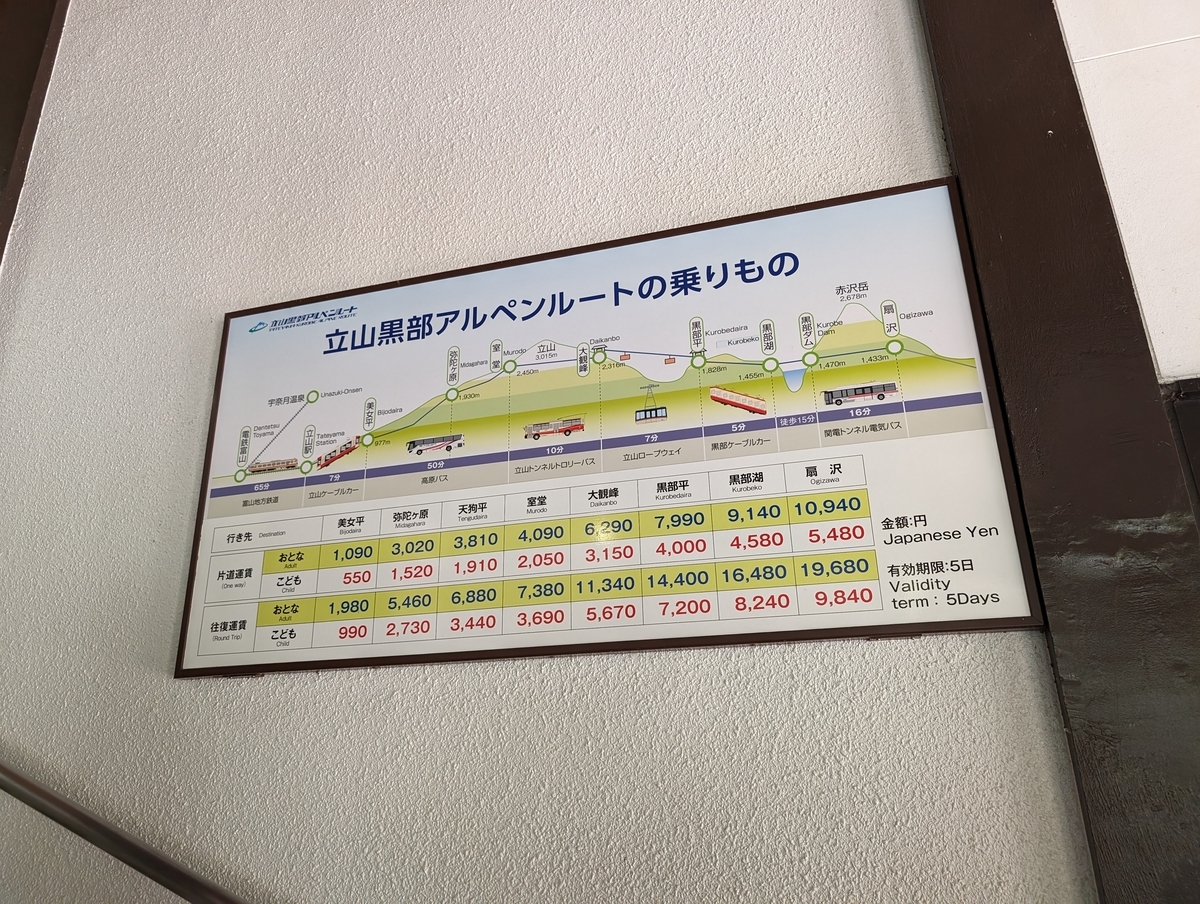 立山黒部アルペンルート
TATEYAMA KUROBE ALPINE ROUTE
立山黒部アルペンルートの乗りもの
宇奈月温泉 Unazuki-Onsen
電鉄富山 Dentetsu Toyama
立山駅 Tateyama Station
美女平 Bijodaira
977m
弥陀ヶ原 Midagahara
1,930m
室堂 Murodo
2,450m
立山
3,015m
大観峰 Daikanbo
2,316m
黒部平 Kurobedaira
1,828m
黒部湖 Kurobeko
1,455m
黒部ダム Kurobe Dam
1,470m
赤沢岳
2,678m
扇沢 Ogizawa
1,433m
65分 7分 50分 10分 7分 5分 徒歩15分 16分
富山地方鉄道 立山ケーブルカー 高原バス 立山トンネルトロリーバス 立山ロープウェイ 黒部ケーブルカー 関電トンネル電気バス
行き先 Destination 美女平 弥陀ヶ原 天狗平 室堂 大観峰 黒部平 黒部湖 扇沢
Bijodaira Midagahara Tengudaira Murodo Daikanbo Kurobedaira Kurobeko Ogizawa
片道運賃 (One way)
おとな Adult 1,090 3,020 3,810 4,090 6,290 7,990 9,140 10,940
こども Child 550 1,520 1,910 2,050 3,150 4,000 4,580 5,480
往復運賃 (Round Trip)
おとな Adult 1,980 5,460 6,880 7,380 11,340 14,400 16,480 19,680
こども Child 990 2,730 3,440 3,690 5,670 7,200 8,240 9,840
金額:円
Japanese Yen
有効期限:5日
Validity
term : 5Days